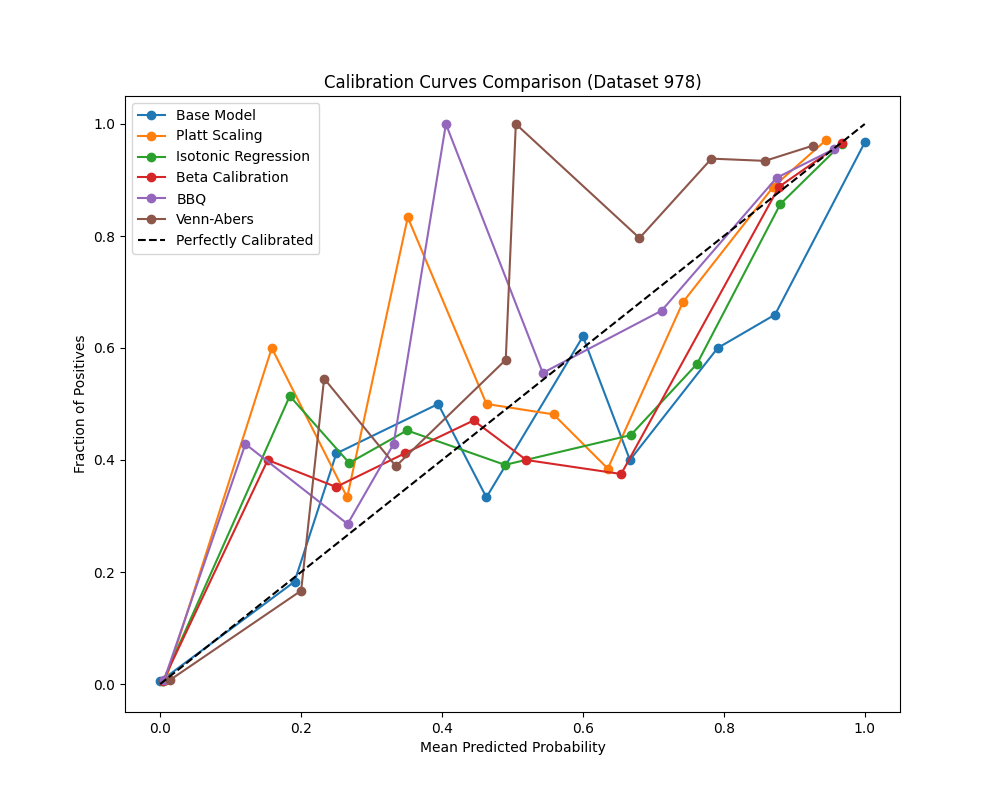 Calibration Curves Comparison (Dataset 978)
Base Model
Platt Scaling
Isotonic Regression
Beta Calibration
BBQ
Venn-Abers
Perfectly Calibrated
Fraction of Positives
1.0
0.8
0.6
0.4
0.2
0.0
0.0 0.2 0.4 0.6 0.8 1.0
Mean Predicted Probability